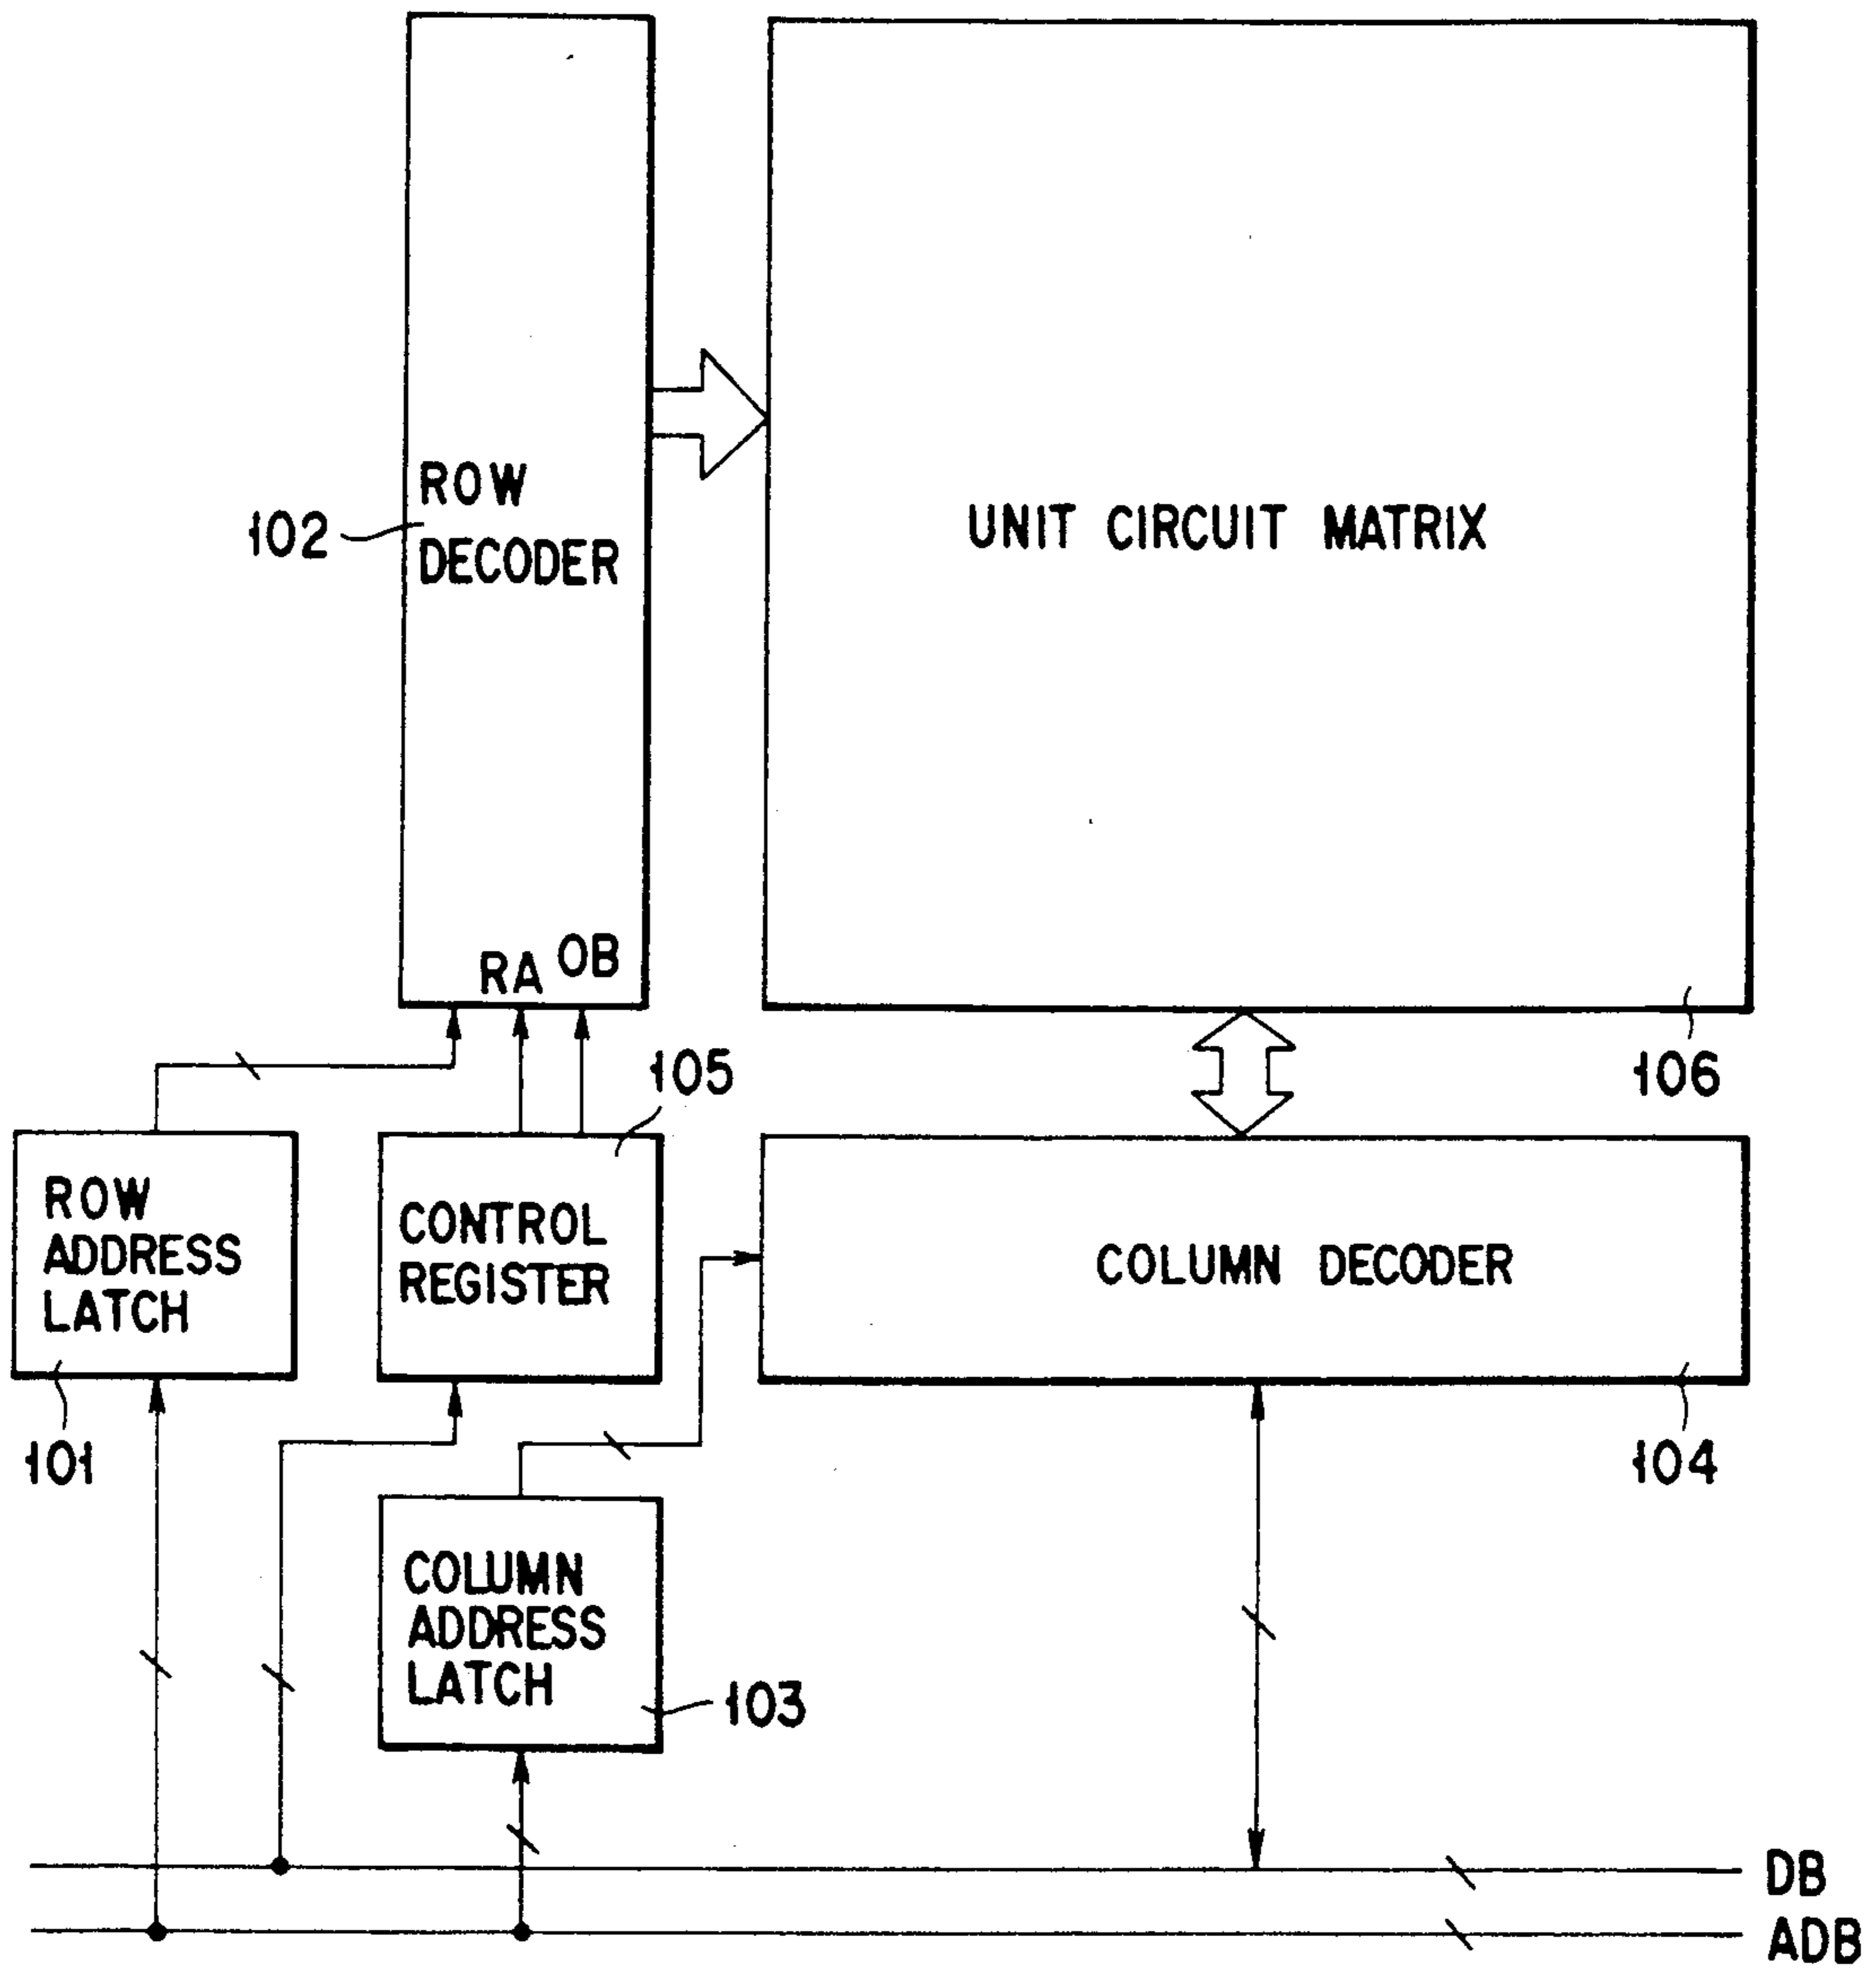 ROW
DECODER
102
UNIT CIRCUIT MATRIX
RA OB
105
106
ROW
ADDRESS
LATCH
CONTROL
REGISTER
COLUMN DECODER
101
104
COLUMN
ADDRESS
LATCH
103
DB
ADB